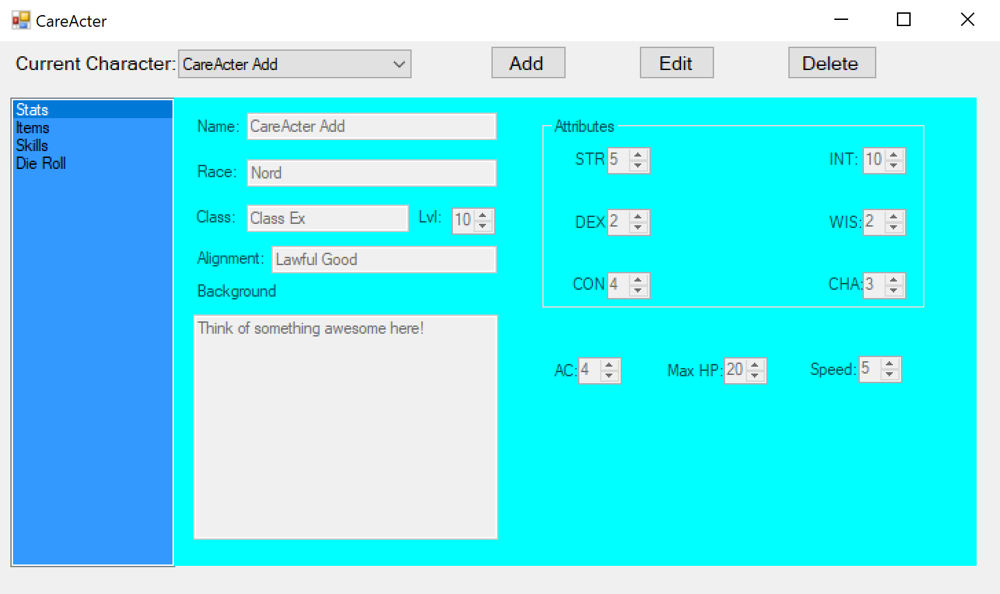 CareActer
Current Character: CareActer Add Add Edit Delete
Stats
Items
Skills
Die Roll
Name: CareActer Add
Race: Nord
Class: Class Ex Lvl: 10
Alignment: Lawful Good
Background
Think of something awesome here!
Attributes
STR 5 INT: 10
DEX 2 WIS: 2
CON 4 CHA: 3
AC: 4 Max HP: 20 Speed: 5